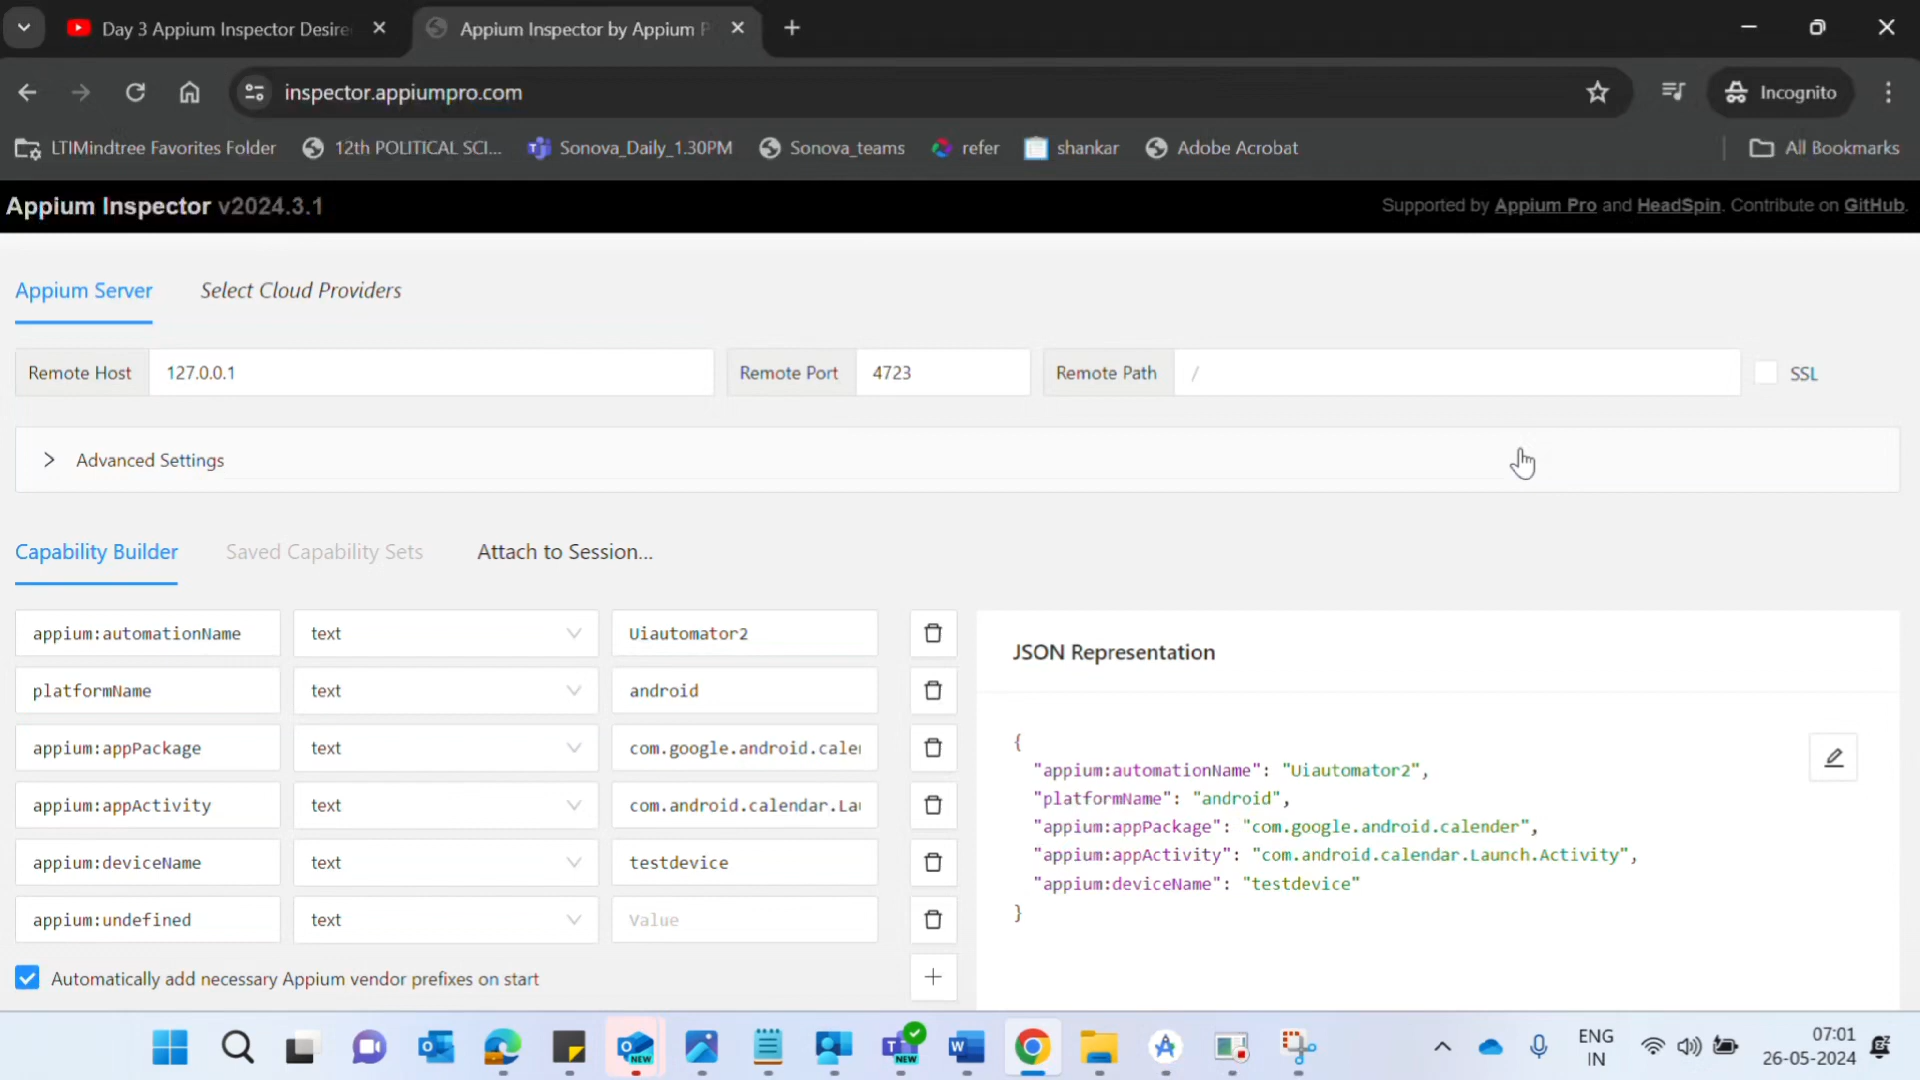 Day 3 Appium Inspector Desire
Appium Inspector by Appium P
inspector.appiumpro.com
Incognito
LTIMindtree Favorites Folder
12th POLITICAL SCI...
Sonova_Daily_1.30PM
Sonova_teams
refer
shankar
Adobe Acrobat
All Bookmarks
Appium Inspector v2024.3.1
Supported by Appium Pro and HeadSpin. Contribute on GitHub.
Appium Server
Select Cloud Providers
Remote Host
127.0.0.1
Remote Port
4723
Remote Path
/
SSL
Advanced Settings
Capability Builder
Saved Capability Sets
Attach to Session...
appium:automationName
text
Uiautomator2
platformName
text
android
appium:appPackage
text
com.google.android.caler
appium:appActivity
text
com.android.calendar.La
appium:deviceName
text
testdevice
appium:undefined
text
Value
Automatically add necessary Appium vendor prefixes on start
JSON Representation
{
"appium:automationName": "Uiautomator2",
"platformName": "android",
"appium:appPackage": "com.google.android.calender",
"appium:appActivity": "com.android.calendar.Launch.Activity",
"appium:deviceName": "testdevice"
}
NEW
NEW
ENG
IN
07:01
26-05-2024